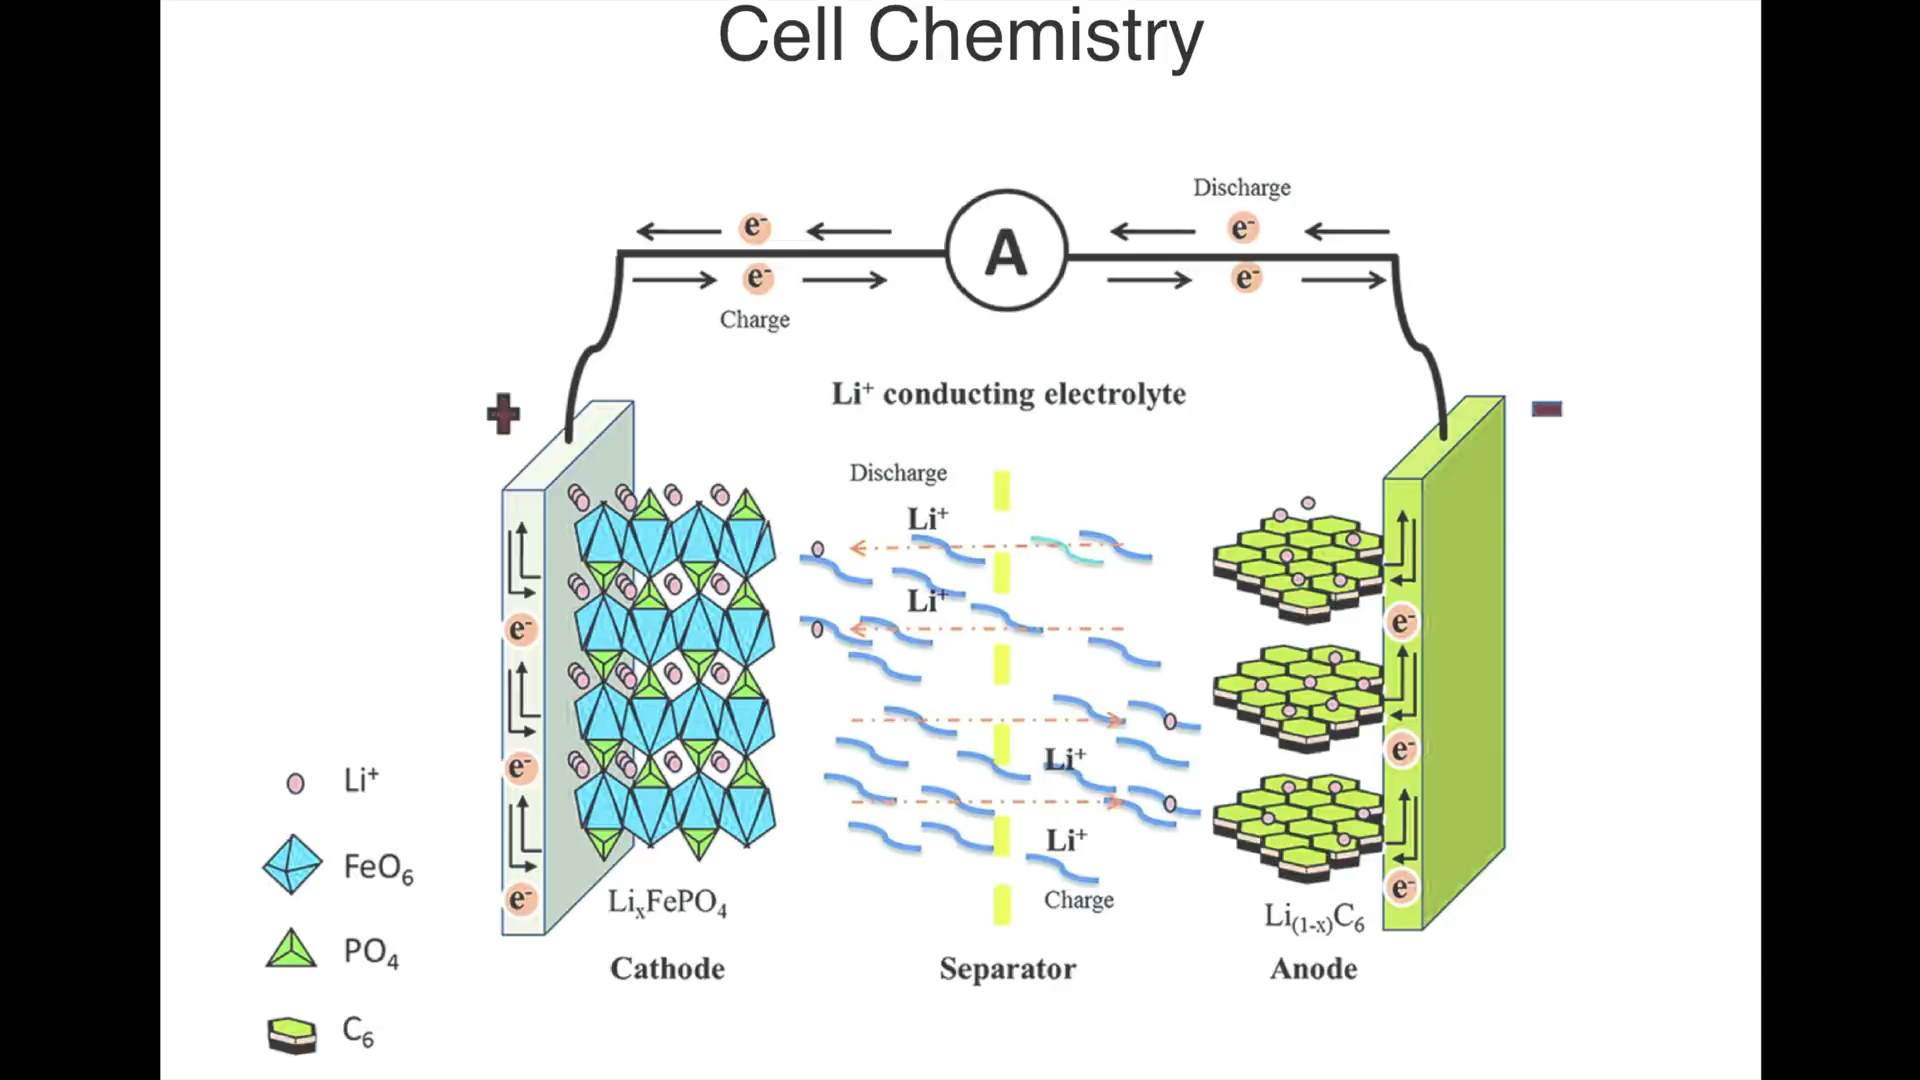 Cell Chemistry
Discharge
e⁻ e⁻
A
e⁻ e⁻
Charge
Li⁺ conducting electrolyte
Discharge
Li⁺
Li⁺
e⁻ e⁻
Li⁺
e⁻ e⁻
Li⁺
e⁻ e⁻
Charge
LiₓFePO₄
Li₍₁₋ₓ₎C₆
Cathode Separator Anode
Li⁺
FeO₆
PO₄
C₆